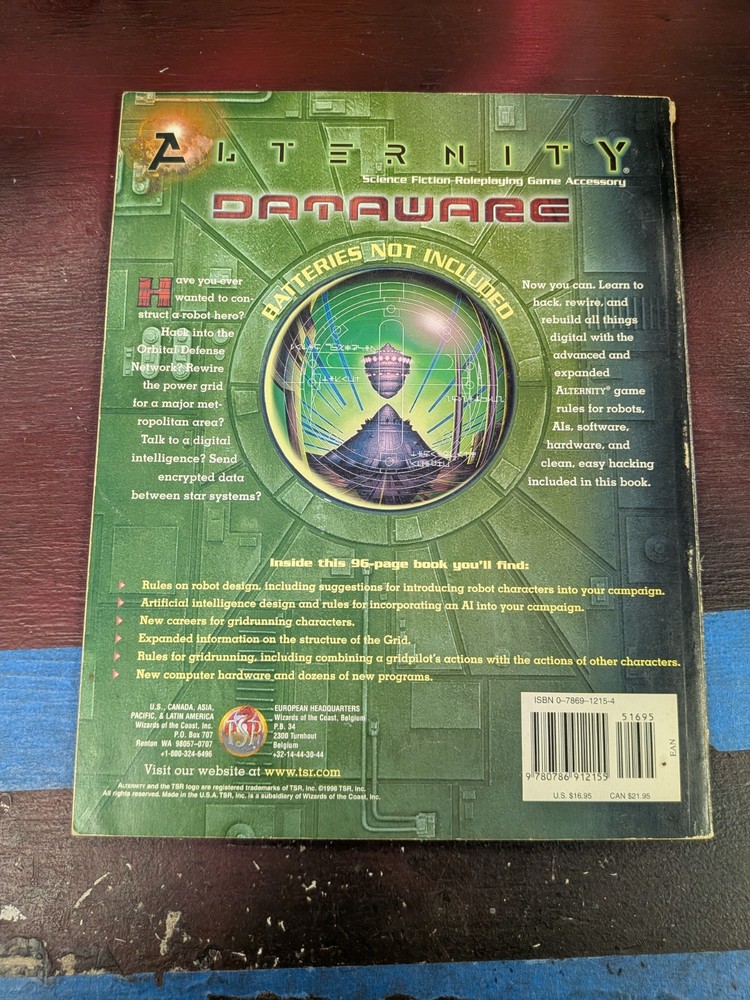 ALTERNITY®
Science Fiction Roleplaying Game Accessory
DATAWARE
BATTERIES NOT INCLUDED
Have you ever
wanted to con-
struct a robot hero?
Hack into the
Orbital Defense
Network? Rewire
the power grid
for a major met-
ropolitan area?
Talk to a digital
intelligence? Send
encrypted data
between star systems?
Now you can. Learn to
hack, rewire, and
rebuild all things
digital with the
advanced and
expanded
ALTERNITY® game
rules for robots,
AIs, software,
hardware, and
clean, easy hacking
included in this book.
Inside this 96-page book you'll find:
Rules on robot design, including suggestions for introducing robot characters into your campaign.
Artificial intelligence design and rules for incorporating an AI into your campaign.
New careers for gridrunning characters.
Expanded information on the structure of the Grid.
Rules for gridrunning, including combining a gridpilot's actions with the actions of other characters.
New computer hardware and dozens of new programs.
U.S., CANADA, ASIA,
PACIFIC, & LATIN AMERICA
Wizards of the Coast, Inc.
P.O. Box 707
Renton WA 98057-0707
+1-800-324-6496
TSR
EUROPEAN HEADQUARTERS
Wizards of the Coast, Belgium
P.B. 34
2300 Turnhout
Belgium
+32-14-44-30-44
Visit our website at www.tsr.com
ALTERNITY and the TSR logo are registered trademarks of TSR, Inc. ©1998 TSR, Inc.
All rights reserved. Made in the U.S.A. TSR, Inc. is a subsidiary of Wizards of the Coast, Inc.
ISBN 0-7869-1215-4
51695
9 780786 912155
EAN
U.S. $16.95 CAN $21.95